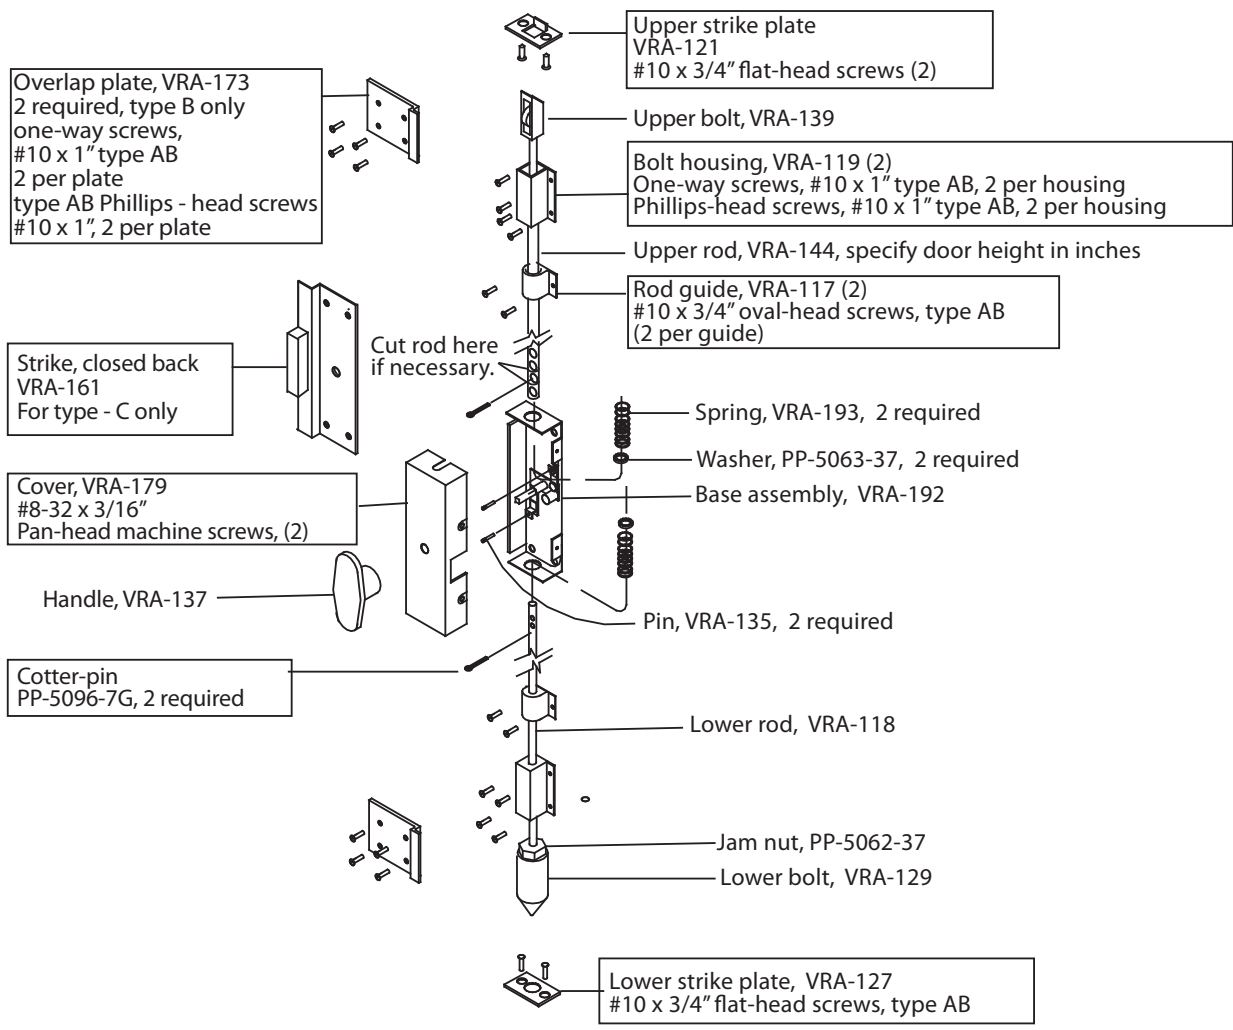 Upper strike plate
VRA-121
#10 x 3/4” flat-head screws (2)
Overlap plate, VRA-173
2 required, type B only
one-way screws,
#10 x 1” type AB
2 per plate
type AB Phillips - head screws
#10 x 1”, 2 per plate
Upper bolt, VRA-139
Bolt housing, VRA-119 (2)
One-way screws, #10 x 1” type AB, 2 per housing
Phillips-head screws, #10 x 1” type AB, 2 per housing
Upper rod, VRA-144, specify door height in inches
Rod guide, VRA-117 (2)
#10 x 3/4” oval-head screws, type AB
(2 per guide)
Cut rod here
if necessary.
Strike, closed back
VRA-161
For type - C only
Spring, VRA-193, 2 required
Washer, PP-5063-37, 2 required
Base assembly, VRA-192
Cover, VRA-179
#8-32 x 3/16”
Pan-head machine screws, (2)
Handle, VRA-137
Pin, VRA-135, 2 required
Cotter-pin
PP-5096-7G, 2 required
Lower rod, VRA-118
Jam nut, PP-5062-37
Lower bolt, VRA-129
Lower strike plate, VRA-127
#10 x 3/4” flat-head screws, type AB